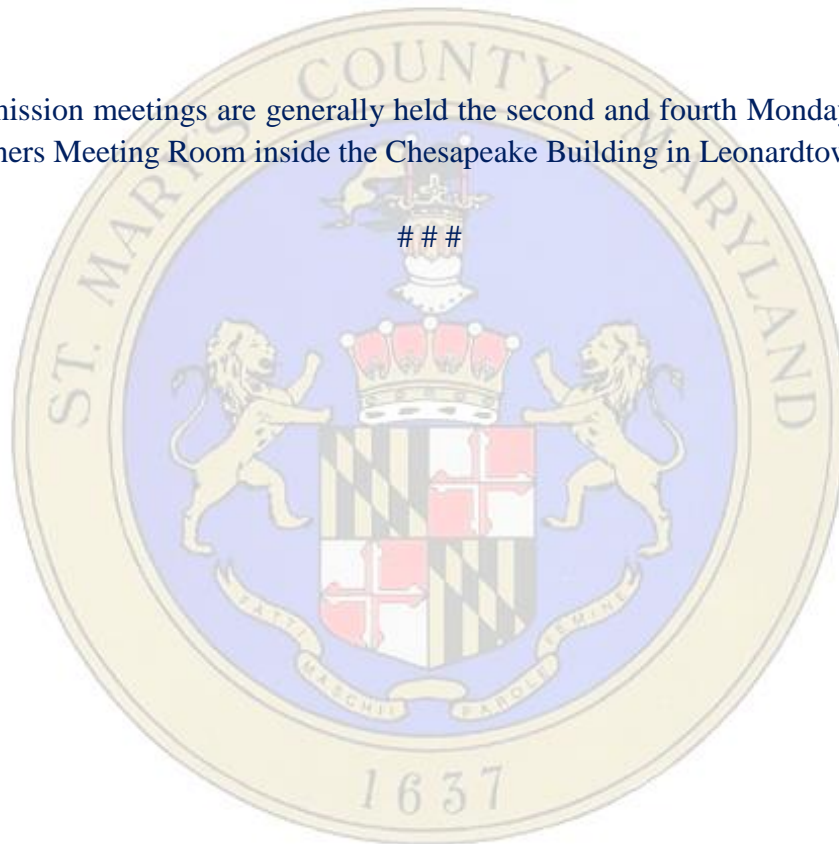 mission meetings are generally held the second and fourth Monday
ners Meeting Room inside the Chesapeake Building in Leonardtow
# # #
ST. MARY'S COUNTY MARYLAND
FATTI MASCHII PAROLE FEMINE
1637